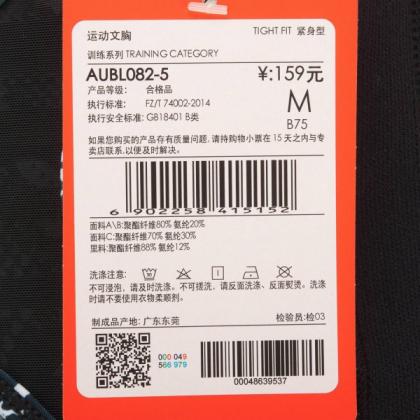 运动文胸
TIGHT FIT 紧身型
训练系列 TRAINING CATEGORY
AUBL082-5
¥:159元
产品等级: 合格品
M
执行标准: FZ/T 74002-2014
B75
执行安全标准: GB18401 B类
如果您购买的产品存有质量问题, 请持购物小票在 15 天之内与专
卖店联系,以便及时解决。
6 902258 415152
面料A\B:聚酯纤维80% 氨纶20%
面料C:聚酯纤维70% 氨纶30%
里料:聚酯纤维88% 氨纶12%
洗涤注意:
不可浸泡，请及时洗涤。不可搓洗，请反面洗涤、反面熨烫。洗涤
时请不要使用衣物柔顺剂。
制成品产地: 广东东莞
检验员:检03
000 049
566 979
00048639537